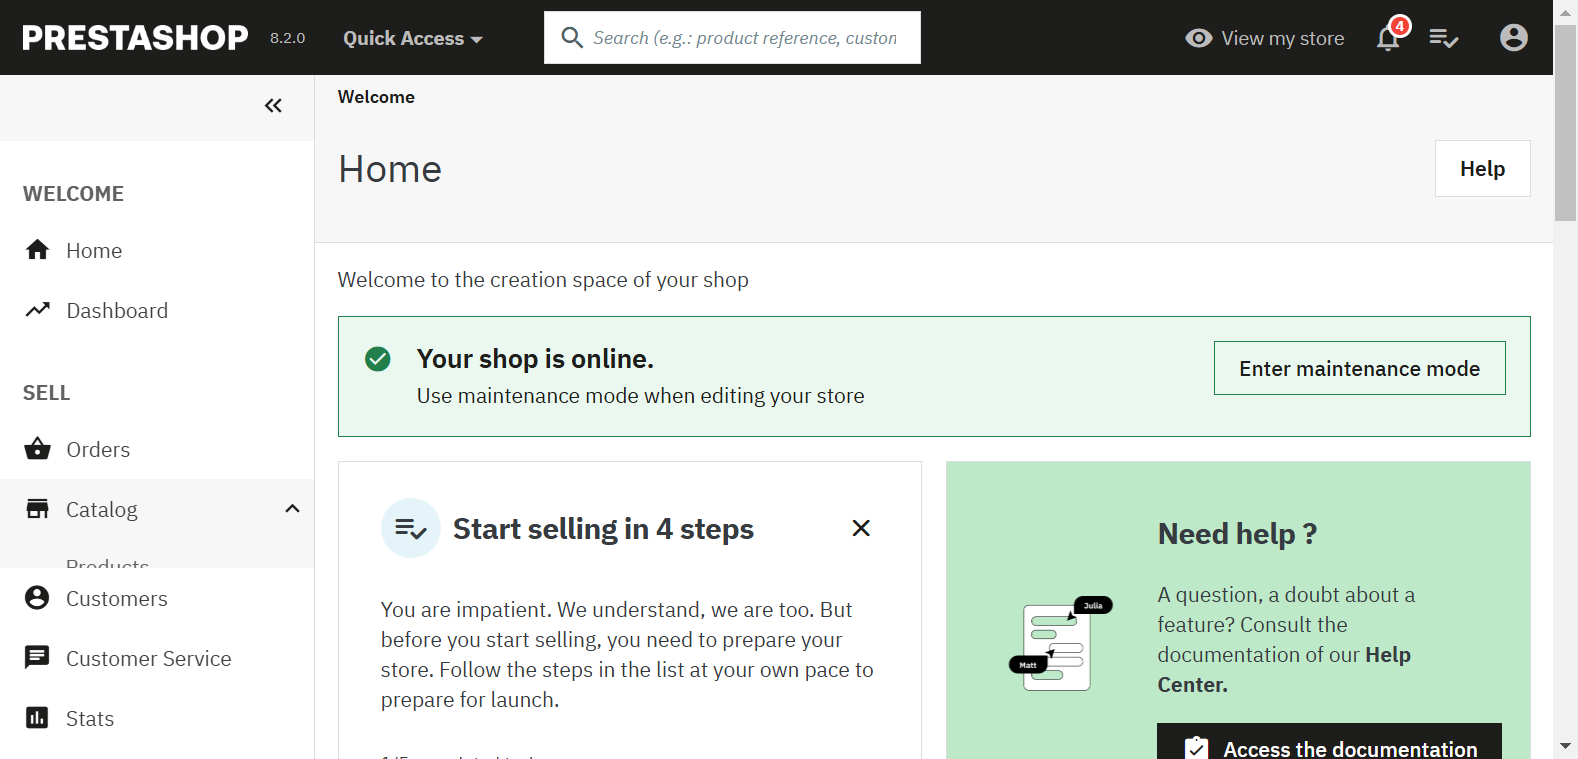 PRESTASHOP 8.2.0 Quick Access Search (e.g.: product reference, custon View my store 4
Welcome
Home
Help
WELCOME
Home
Dashboard
SELL
Orders
Catalog
Products
Customers
Customer Service
Stats
Welcome to the creation space of your shop
Your shop is online.
Use maintenance mode when editing your store
Enter maintenance mode
Start selling in 4 steps
You are impatient. We understand, we are too. But
before you start selling, you need to prepare your
store. Follow the steps in the list at your own pace to
prepare for launch.
Need help ?
A question, a doubt about a
feature? Consult the
documentation of our Help
Center.
Julia
Matt
Access the documentation